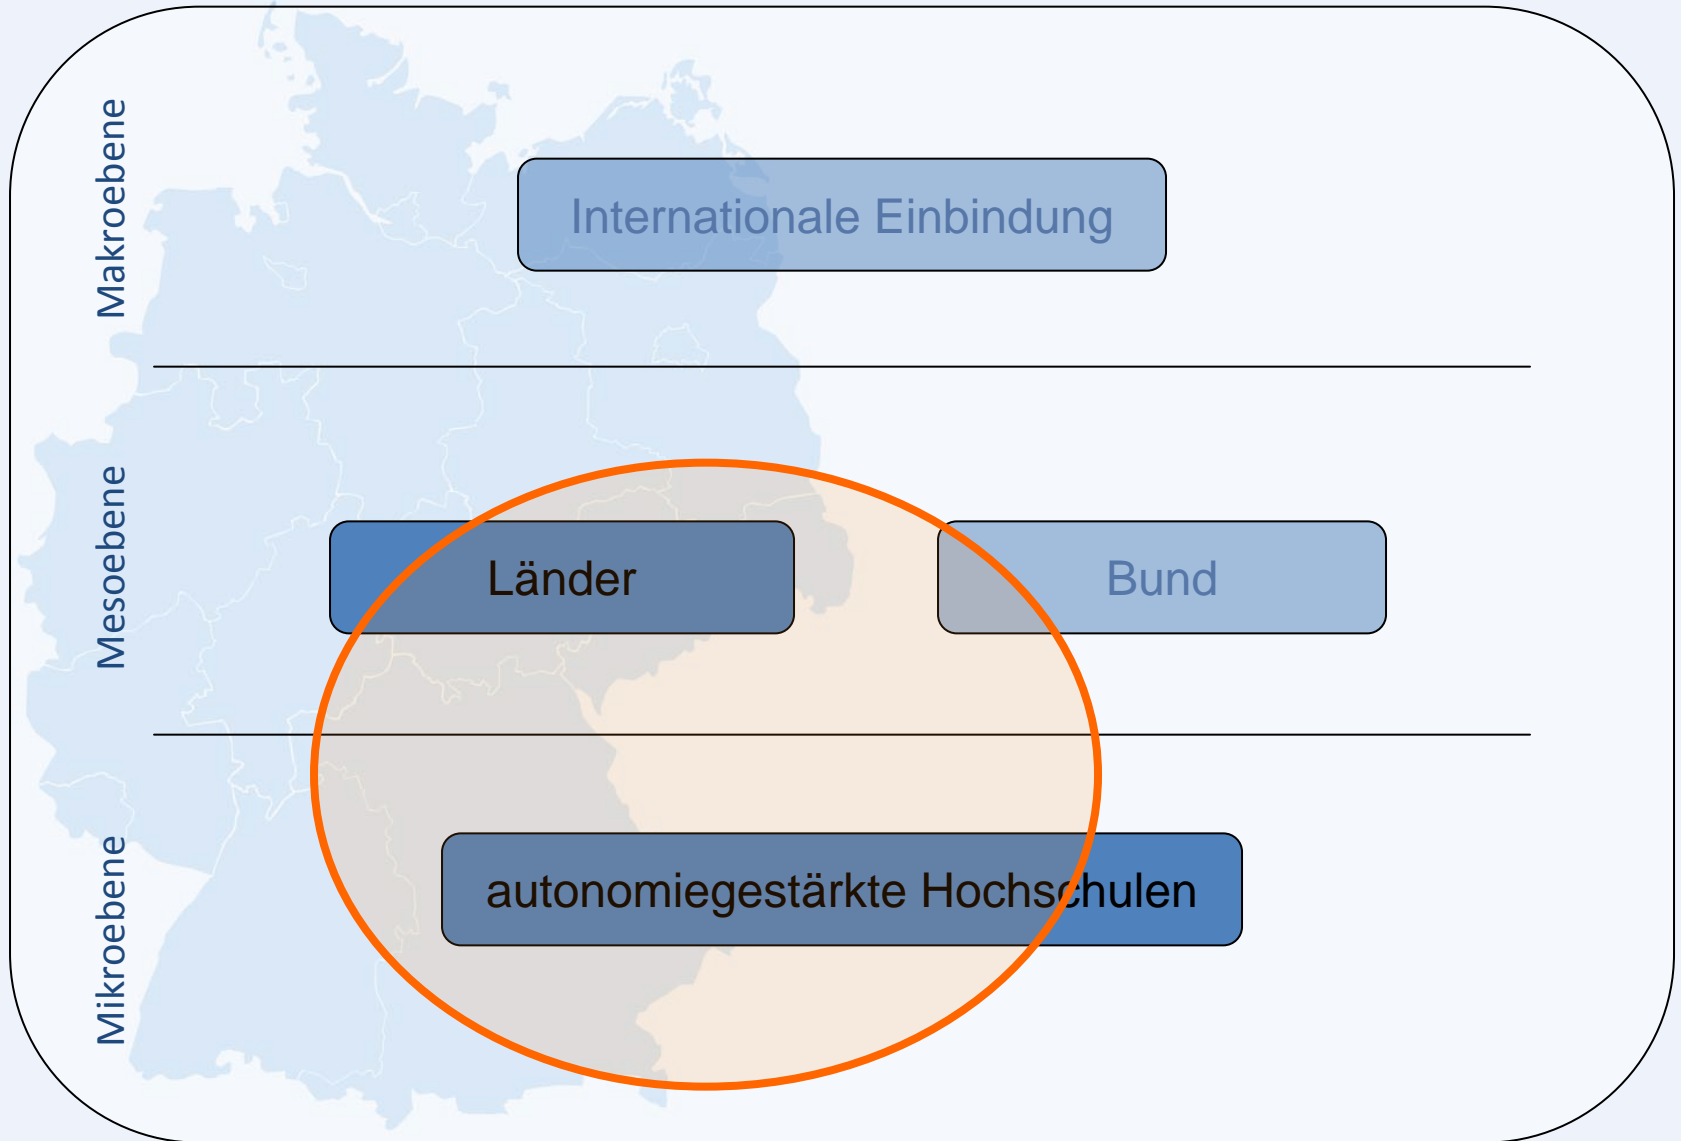 Makroebene
Internationale Einbindung
Mesoebene
Länder
Bund
Mikroebene
autonomiegestärkte Hochschulen